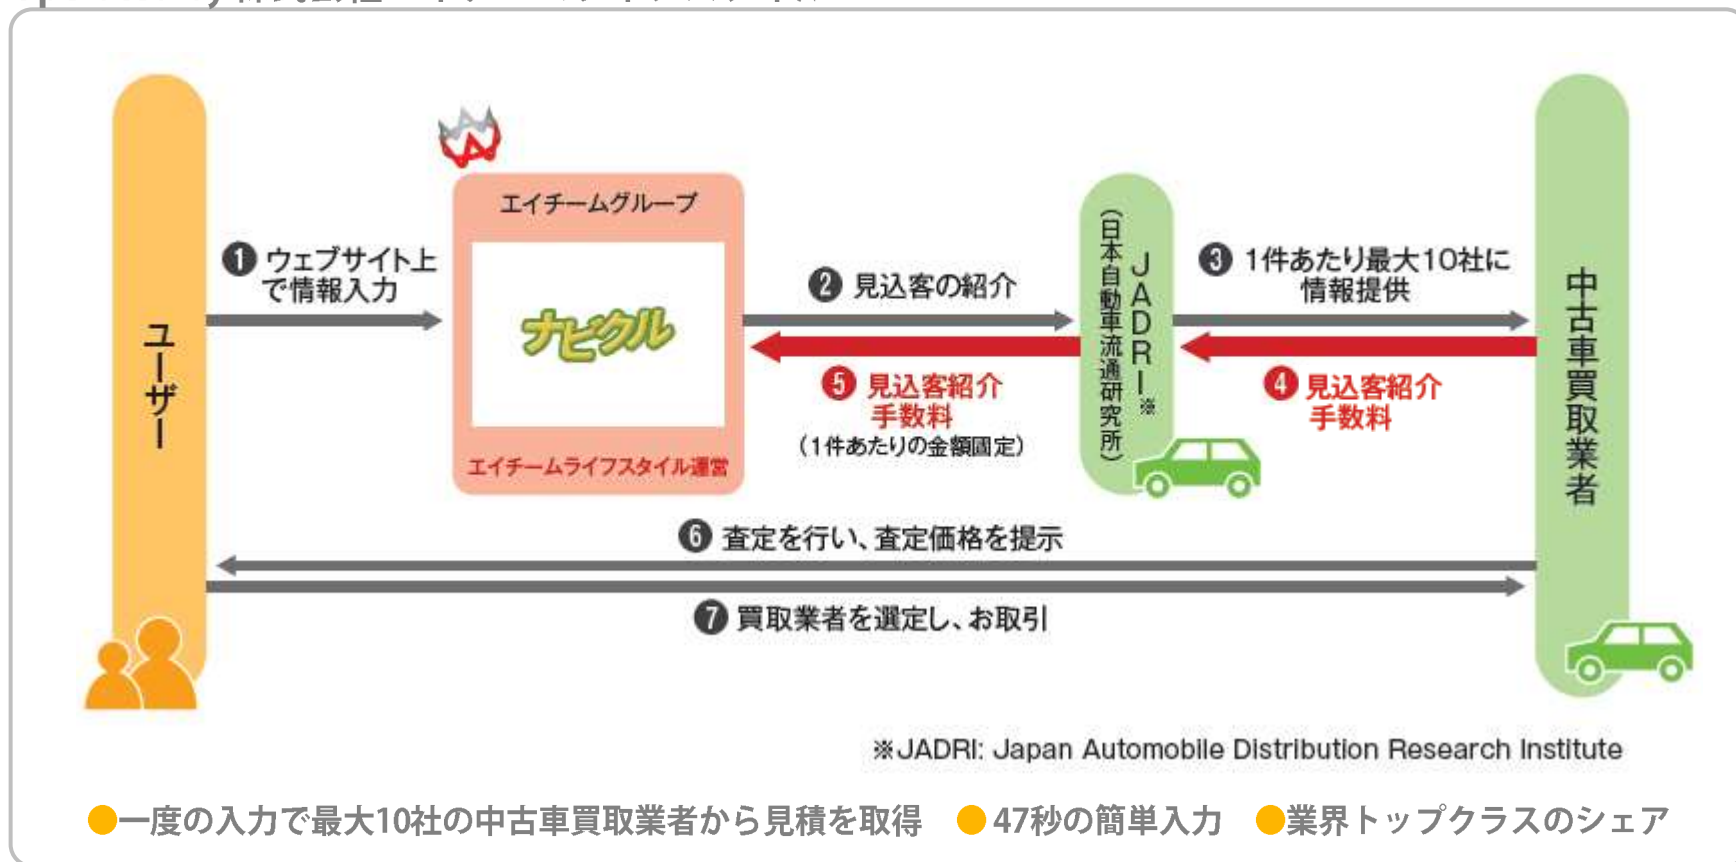 ユーザー
❶ ウェブサイト上
で情報入力
エイチームグループ
ナビクル
エイチームライフスタイル運営
❷ 見込客の紹介
❺ 見込客紹介
手数料
(1件あたりの金額固定)
JADRI※
(日本自動車流通研究所)
❸ 1件あたり最大10社に
情報提供
❹ 見込客紹介
手数料
中古車買取業者
❻ 査定を行い、査定価格を提示
❼ 買取業者を選定し、お取引
※JADRI: Japan Automobile Distribution Research Institute
●一度の入力で最大10社の中古車買取業者から見積を取得 ●47秒の簡単入力 ●業界トップクラスのシェア